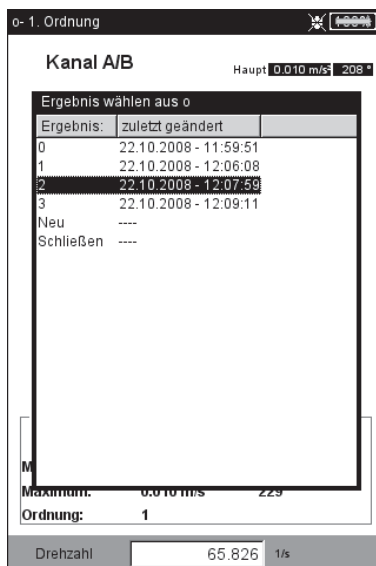 o- 1. Ordnung
Kanal A/B
Haupt 0.010 m/s² 208 °
Ergebnis wählen aus o
Ergebnis: zuletzt geändert
0 22.10.2008 - 11:59:51
1 22.10.2008 - 12:06:08
2 22.10.2008 - 12:07:59
3 22.10.2008 - 12:09:11
Neu ----
Schließen ----
Maximum: 0.010 m/s 229
Ordnung: 1
Drehzahl 65.826 1/s